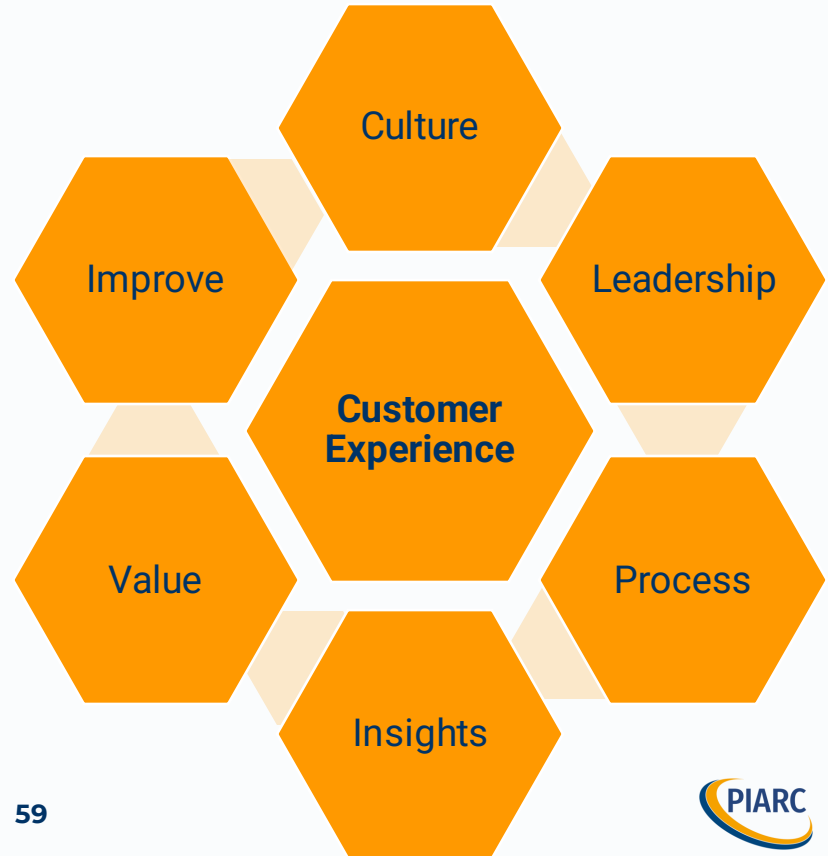 Culture
Improve
Leadership
Customer
Experience
Value
Process
Insights
59
PIARC